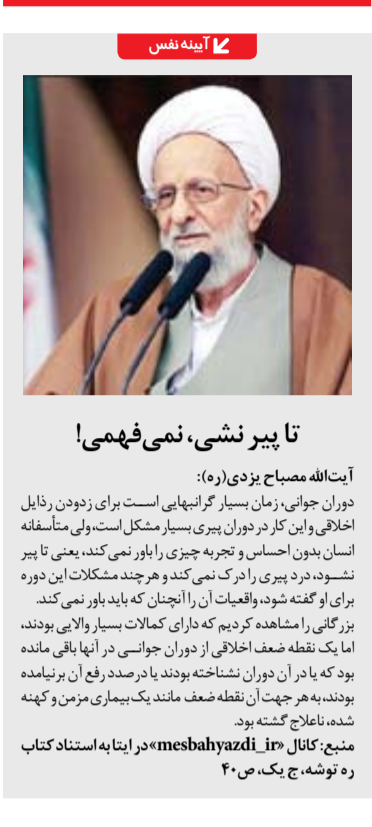 آیینه نفس
تا پیر نشی، نمی‌فهمی!
آیت‌الله مصباح یزدی(ره):
دوران جوانی، زمان بسیار گرانبهایی است برای زدودن رذایل
اخلاقی و این کار در دوران پیری بسیار مشکل است، ولی متأسفانه
انسان بدون احساس و تجربه چیزی را باور نمی‌کند، یعنی تا پیر
نشود، درد پیری را درک نمی‌کند و هرچند مشکلات این دوره
برای او گفته شود، واقعیات آن را آنچنان که باید باور نمی‌کند.
بزرگانی را مشاهده کردیم که دارای کمالات بسیار والایی بودند،
اما یک نقطه ضعف اخلاقی از دوران جوانی در آنها باقی مانده
بود که یا در آن دوران نشناخته بودند یا درصدد رفع آن برنیامده
بودند، به هر جهت آن نقطه ضعف مانند یک بیماری مزمن و کهنه
شده، ناعلاج گشته بود.
منبع: کانال «mesbahyazdi_ir» در ایتا به استناد کتاب
ره توشه، ج یک، ص۴۰